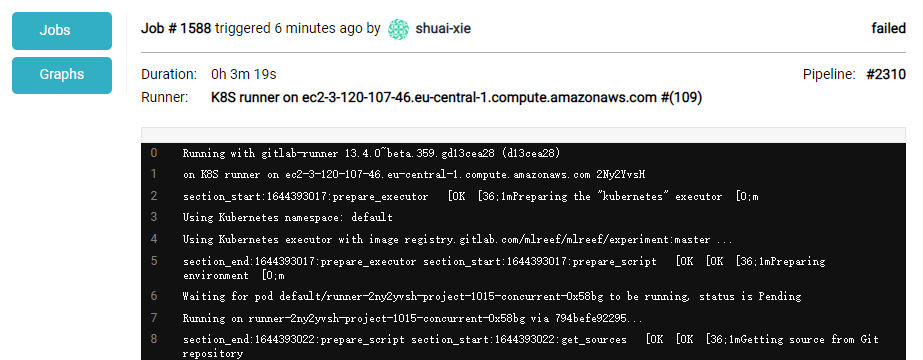 Jobs
Graphs
Job # 1588 triggered 6 minutes ago by shuai-xie failed
Duration: 0h 3m 19s Pipeline: #2310
Runner: K8S runner on ec2-3-120-107-46.eu-central-1.compute.amazonaws.com #(109)
0 Running with gitlab-runner 13.4.0~beta.359.gd13cea28 (d13cea28)
1 on K8S runner on ec2-3-120-107-46.eu-central-1.compute.amazonaws.com 2Ny2YvsH
2 section_start:1644393017:prepare_executor [OK [36;1mPreparing the "kubernetes" executor [0;m
3 Using Kubernetes namespace: default
4 Using Kubernetes executor with image registry.gitlab.com/mlreef/mlreef/experiment:master ...
5 section_end:1644393017:prepare_executor section_start:1644393017:prepare_script [OK [OK [36;1mPreparing
environment [0;m
6 Waiting for pod default/runner-2ny2yvsh-project-1015-concurrent-0x58bg to be running, status is Pending
7 Running on runner-2ny2yvsh-project-1015-concurrent-0x58bg via 794befe92295...
8 section_end:1644393022:prepare_script section_start:1644393022:get_sources [OK [OK [36;1mGetting source from Git
repository